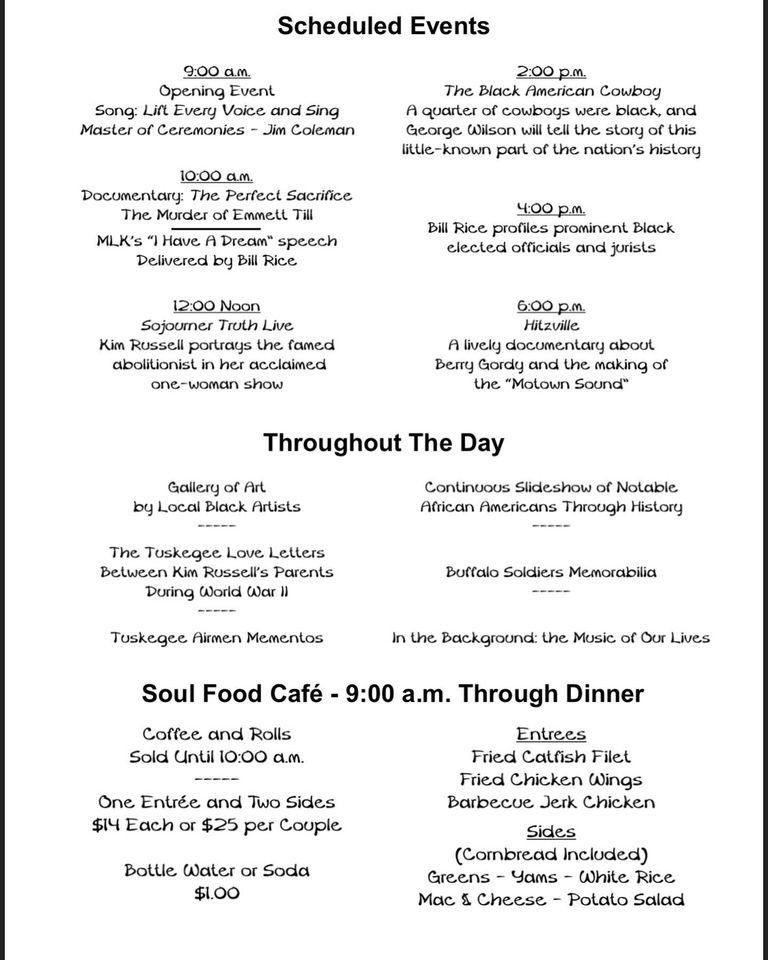 Scheduled Events
9:00 a.m.
Opening Event
Song: Lift Every Voice and Sing
Master of Ceremonies - Jim Coleman
10:00 a.m.
Documentary: The Perfect Sacrifice
The Murder of Emmett Till
MLK's "I Have A Dream" speech
Delivered by Bill Rice
12:00 Noon
Sojourner Truth Live
Kim Russell portrays the famed
abolitionist in her acclaimed
one-woman show
2:00 p.m.
The Black American Cowboy
A quarter of cowboys were black, and
George Wilson will tell the story of this
little-known part of the nation's history
4:00 p.m.
Bill Rice profiles prominent Black
elected officials and jurists
6:00 p.m.
Hitzville
A lively documentary about
Berry Gordy and the making of
the "Motown Sound"
Throughout The Day
Gallery of Art
by Local Black Artists
-----
The Tuskegee Love Letters
Between Kim Russell's Parents
During World War II
-----
Tuskegee Airmen Mementos
Continuous Slideshow of Notable
African Americans Through History
-----
Buffalo Soldiers Memorabilia
-----
In the Background: the Music of Our Lives
Soul Food Café - 9:00 a.m. Through Dinner
Coffee and Rolls
Sold Until 10:00 a.m.
-----
One Entrée and Two Sides
$14 Each or $25 per Couple
Bottle Water or Soda
$1.00
Entrees
Fried Catfish Filet
Fried Chicken Wings
Barbecue Jerk Chicken
Sides
(Cornbread Included)
Greens - Yams - White Rice
Mac & Cheese - Potato Salad